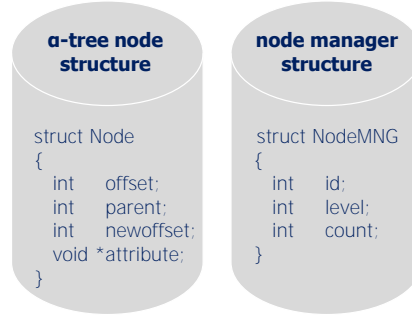 α-tree node
structure
struct Node
{
int offset;
int parent;
int newoffset;
void *attribute;
}
node manager
structure
struct NodeMNG
{
int id;
int level;
int count;
}